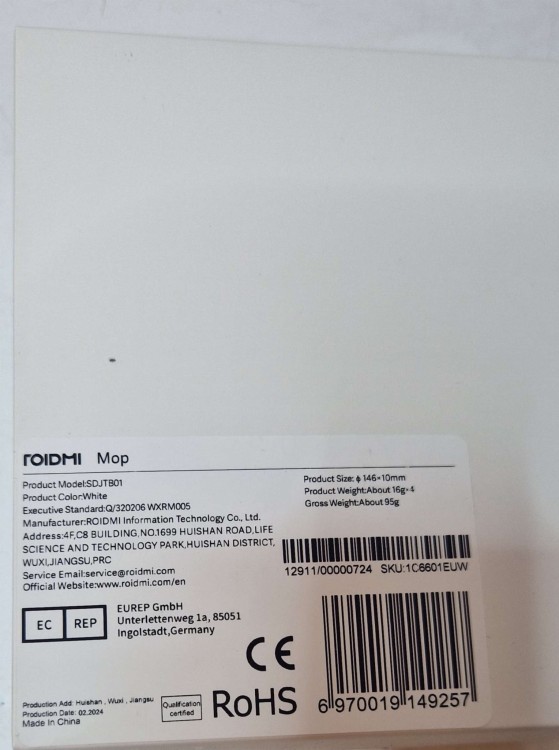 ROIDMI Mop
Product Model:SDJTB01
Product Color:White
Executive Standard:Q/320206 WXRM005
Manufacturer:ROIDMI Information Technology Co., Ltd.
Address:4F,C8 BUILDING,NO.1699 HUISHAN ROAD,LIFE
SCIENCE AND TECHNOLOGY PARK,HUISHAN DISTRICT,
WUXI,JIANGSU,PRC
Service Email:service@roidmi.com
Official Website:www.roidmi.com/en
Product Size: ϕ 146×10mm
Product Weight:About 16g×4
Gross Weight:About 95g
12911/00000724 SKU:1C6601EUW
EC REP
EUREP GmbH
Unterlettenweg 1a, 85051
Ingolstadt,Germany
CE
Production Add: Huishan , Wuxi , Jiangsu
Production Date: 02.2024
Made In China
Qualification
certified
RoHS
6 970019 149257